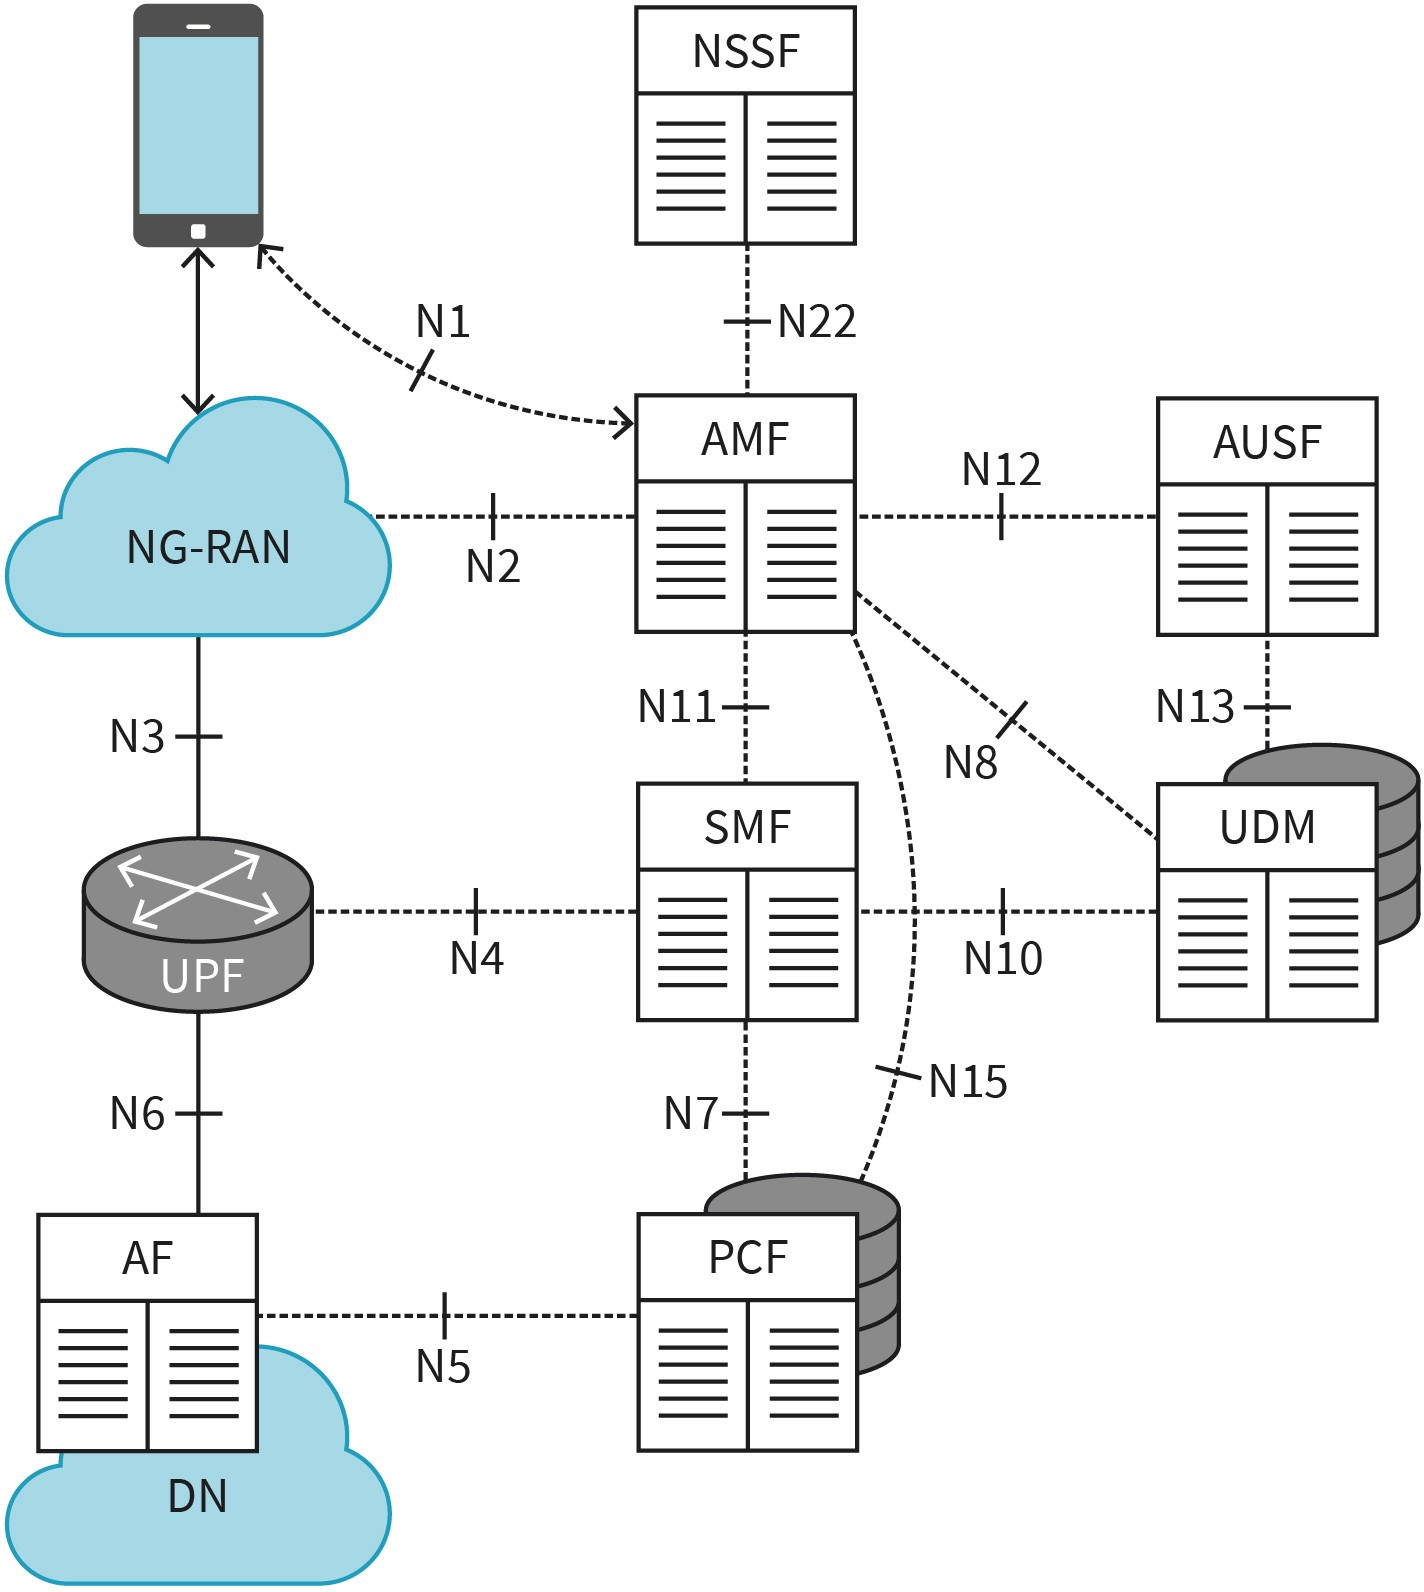 NSSF
N1
N22
AMF
AUSF
N12
NG-RAN
N2
N11
N13
N3
N8
SMF
UDM
UPF
N4
N10
N15
N6
N7
AF
PCF
N5
DN